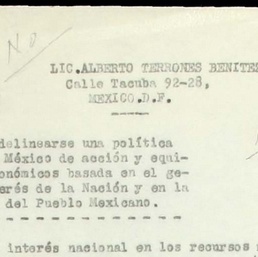 No
LIC.ALBERTO TERRONES BENITES
Calle Tacuba 92-28,
MEXICO.D.F.
delinearse una política
México de acción y equi-
onómicos basada en el ge-
erés de la Nación y en la
del Pueblo Mexicano.
interés nacional en los recursos